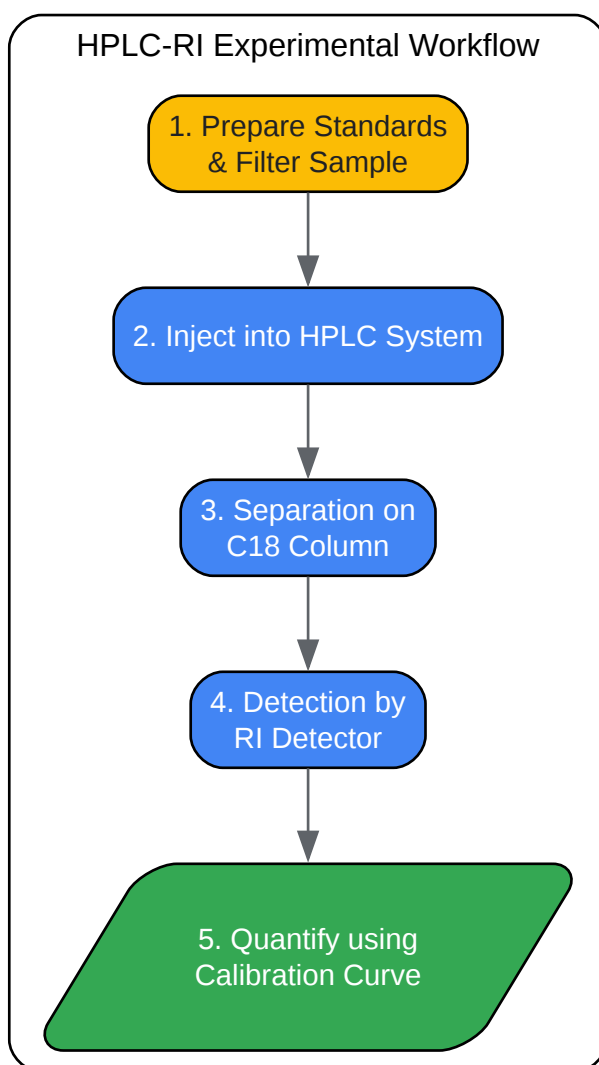 HPLC-RI Experimental Workflow
1. Prepare Standards
& Filter Sample
2. Inject into HPLC System
3. Separation on
C18 Column
4. Detection by
RI Detector
5. Quantify using
Calibration Curve